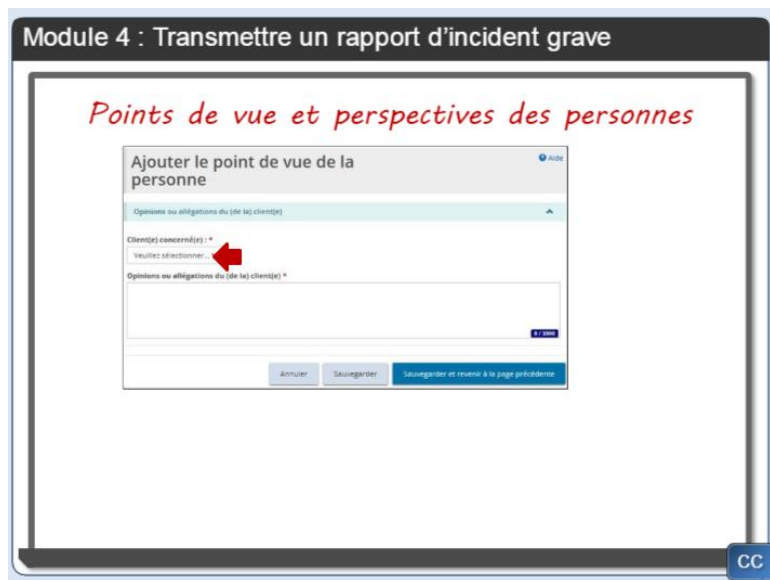 Module 4 : Transmettre un rapport d'incident grave
Points de vue et perspectives des personnes
Ajouter le point de vue de la
personne
Aide
Opinions ou allégations du (de la) client(e)
Client(e) concerné(e) : *
Veuillez sélectionner...
Opinions ou allégations du (de la) client(e) *
0 / 3500
Annuler
Sauvegarder
Sauvegarder et revenir à la page précédente
CC